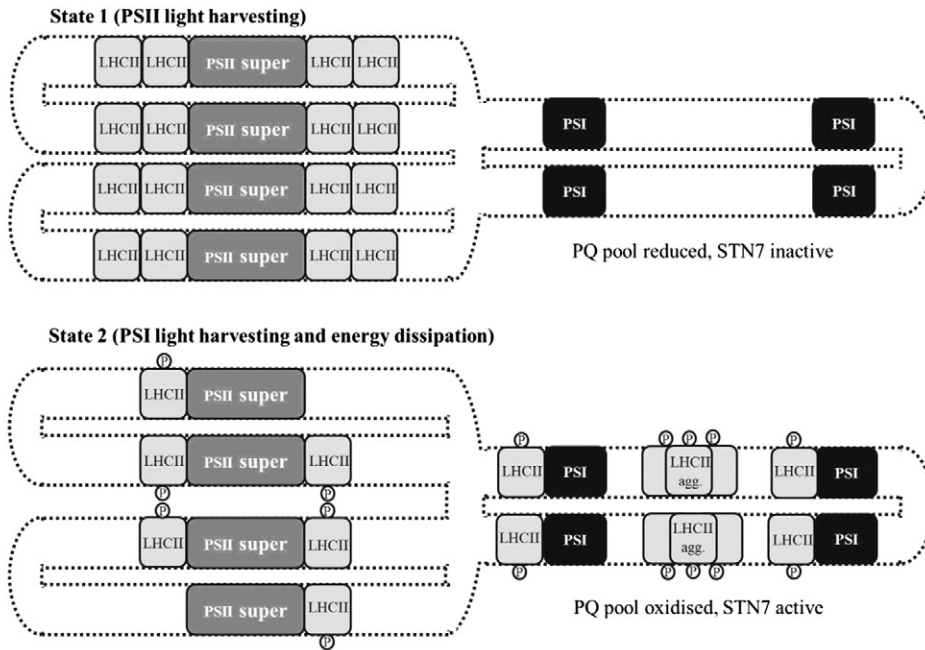 State 1 (PSII light harvesting)
LHCII LHCII PSII super LHCII LHCII
LHCII LHCII PSII super LHCII LHCII
PSI PSI
LHCII LHCII PSII super LHCII LHCII
PSI PSI
LHCII LHCII PSII super LHCII LHCII
PQ pool reduced, STN7 inactive
State 2 (PSI light harvesting and energy dissipation)
P
LHCII PSII super
P P P P P
LHCII PSII super LHCII
LHCII PSI LHCII agg. LHCII PSI
P P
P P
LHCII PSII super LHCII
LHCII PSI LHCII agg. LHCII PSI
P P P P P
PSII super LHCII
P
PQ pool oxidised, STN7 active